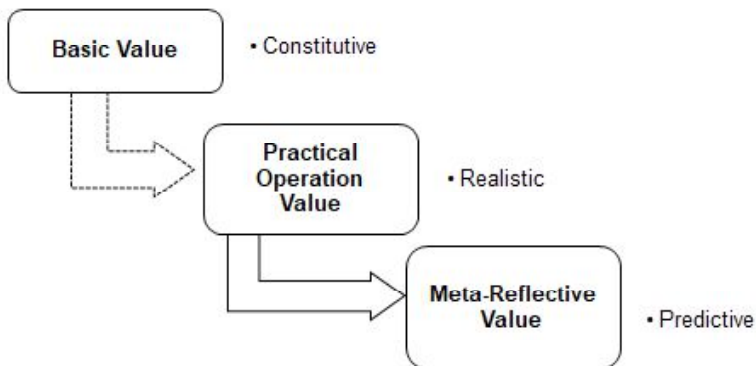 Basic Value
• Constitutive
Practical
Operation
Value
• Realistic
Meta-Reflective
Value
• Predictive